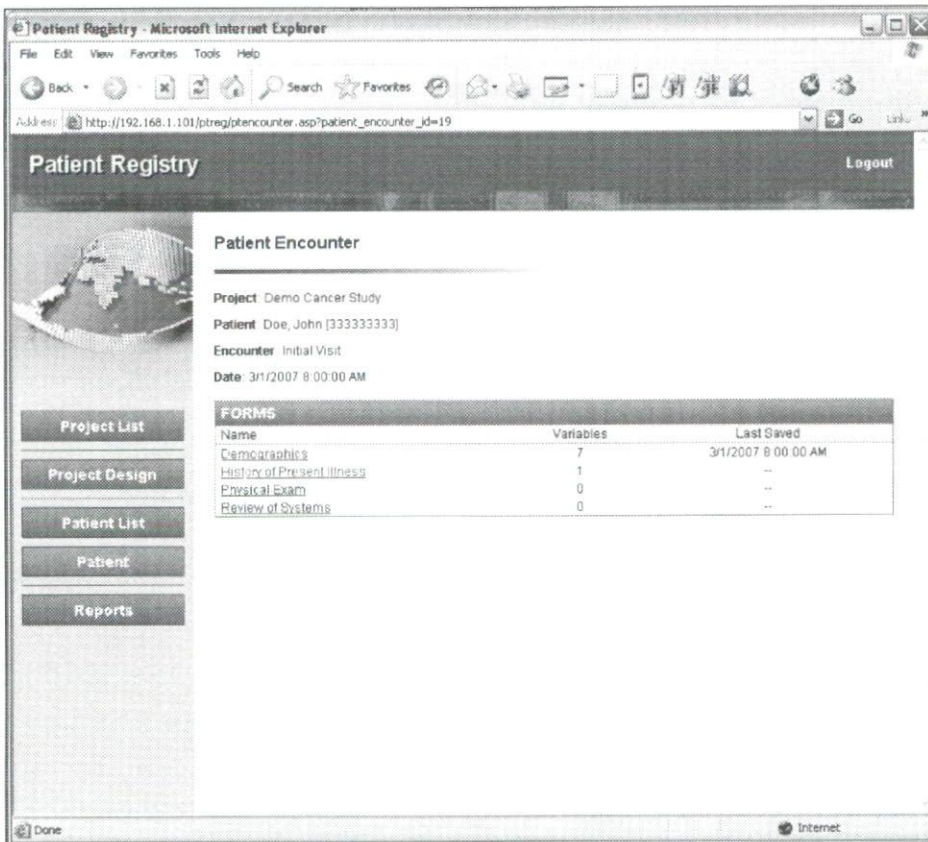 Patient Registry - Microsoft Internet Explorer
File Edit View Favorites Tools Help
Back Search Favorites
Address http://192.168.1.101/ptreg/ptencounter.asp?patient_encounter_id=19 Go Links »
Patient Registry Logout
Patient Encounter
Project: Demo Cancer Study
Patient: Doe, John [333333333]
Encounter: Initial Visit
Date: 3/1/2007 8:00:00 AM
Project List
Project Design
Patient List
Patient
Reports
FORMS
Name Variables Last Saved
Demographics 7 3/1/2007 8:00:00 AM
History of Present Illness 1 --
Physical Exam 0 --
Review of Systems 0 --
Done Internet